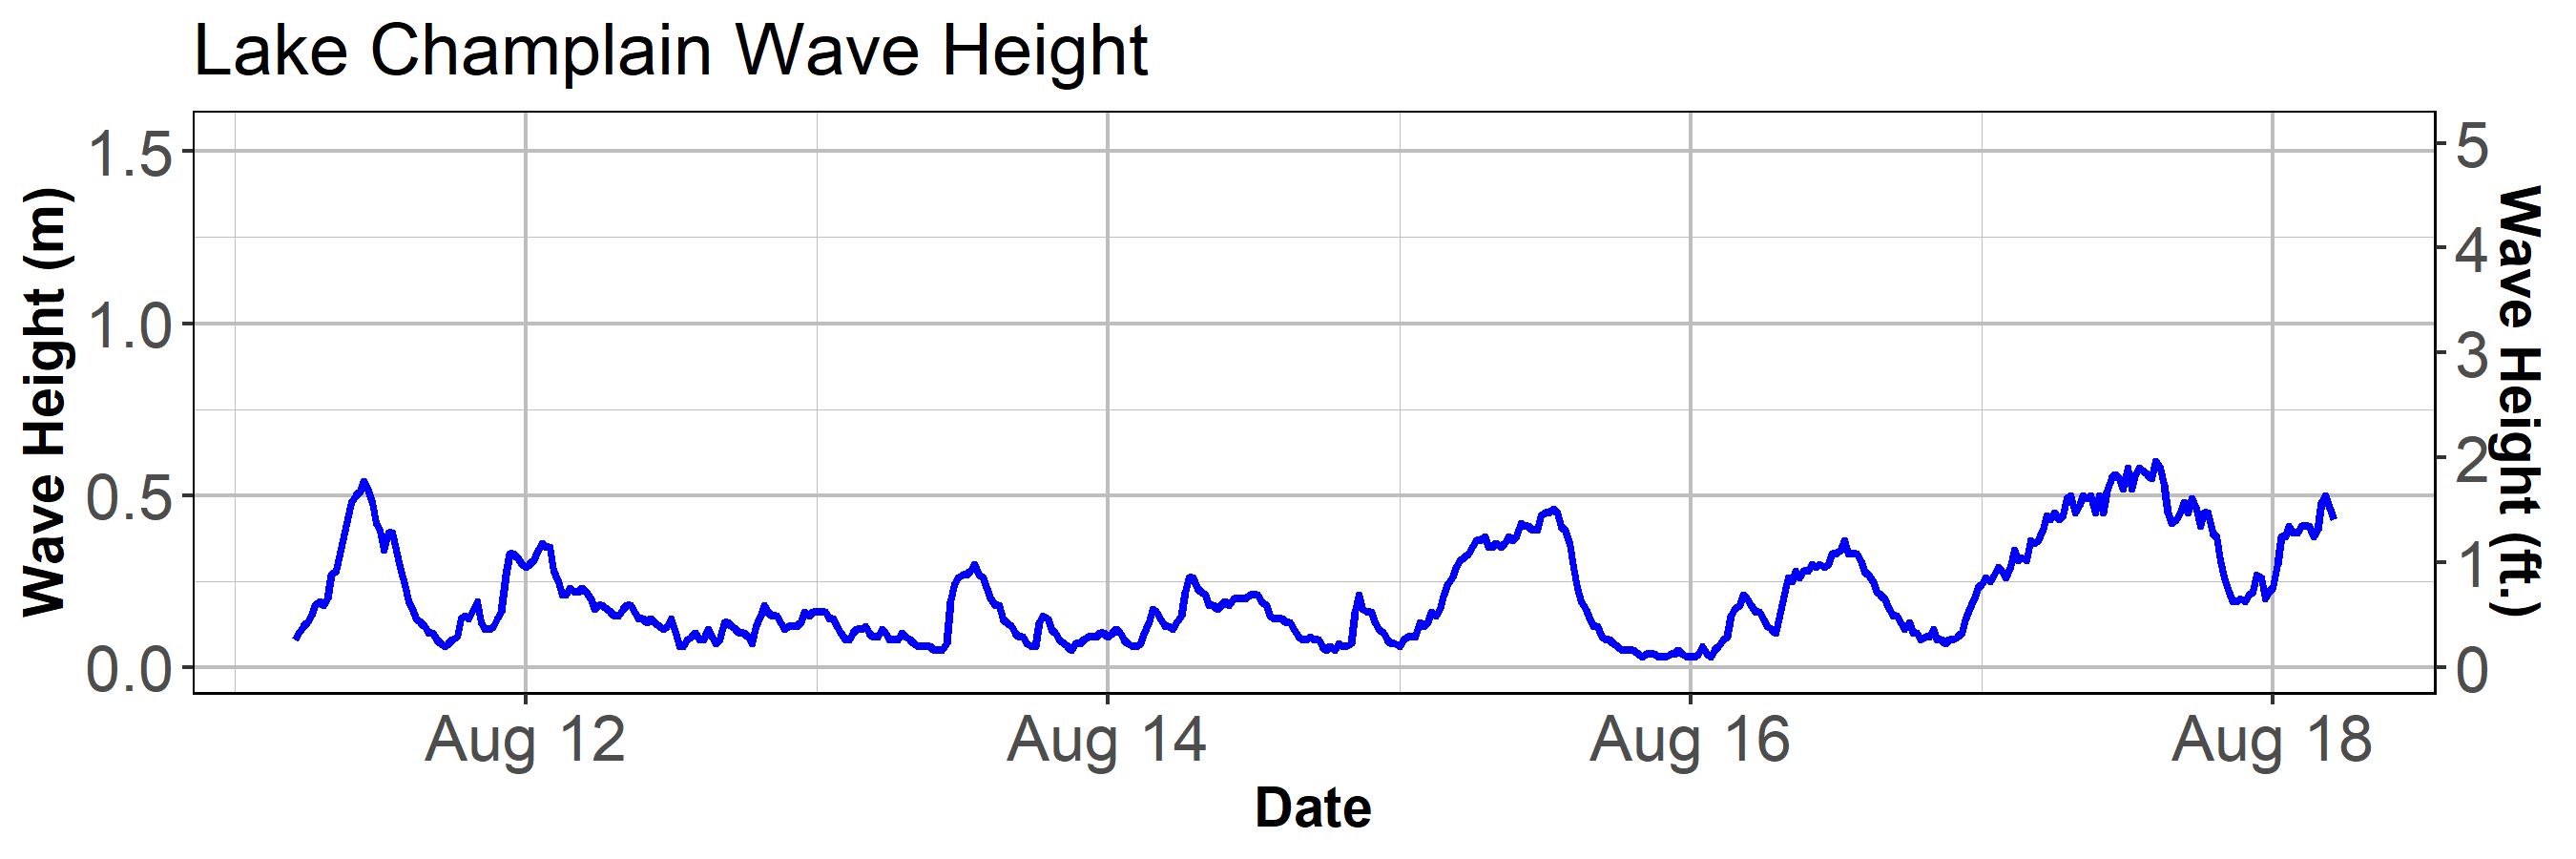 Lake Champlain Wave Height
Wave Height (m)
1.5
1.0
0.5
0.0
5
4
3
2
1
0
Wave Height (ft.)
Aug 12 Aug 14 Aug 16 Aug 18
Date